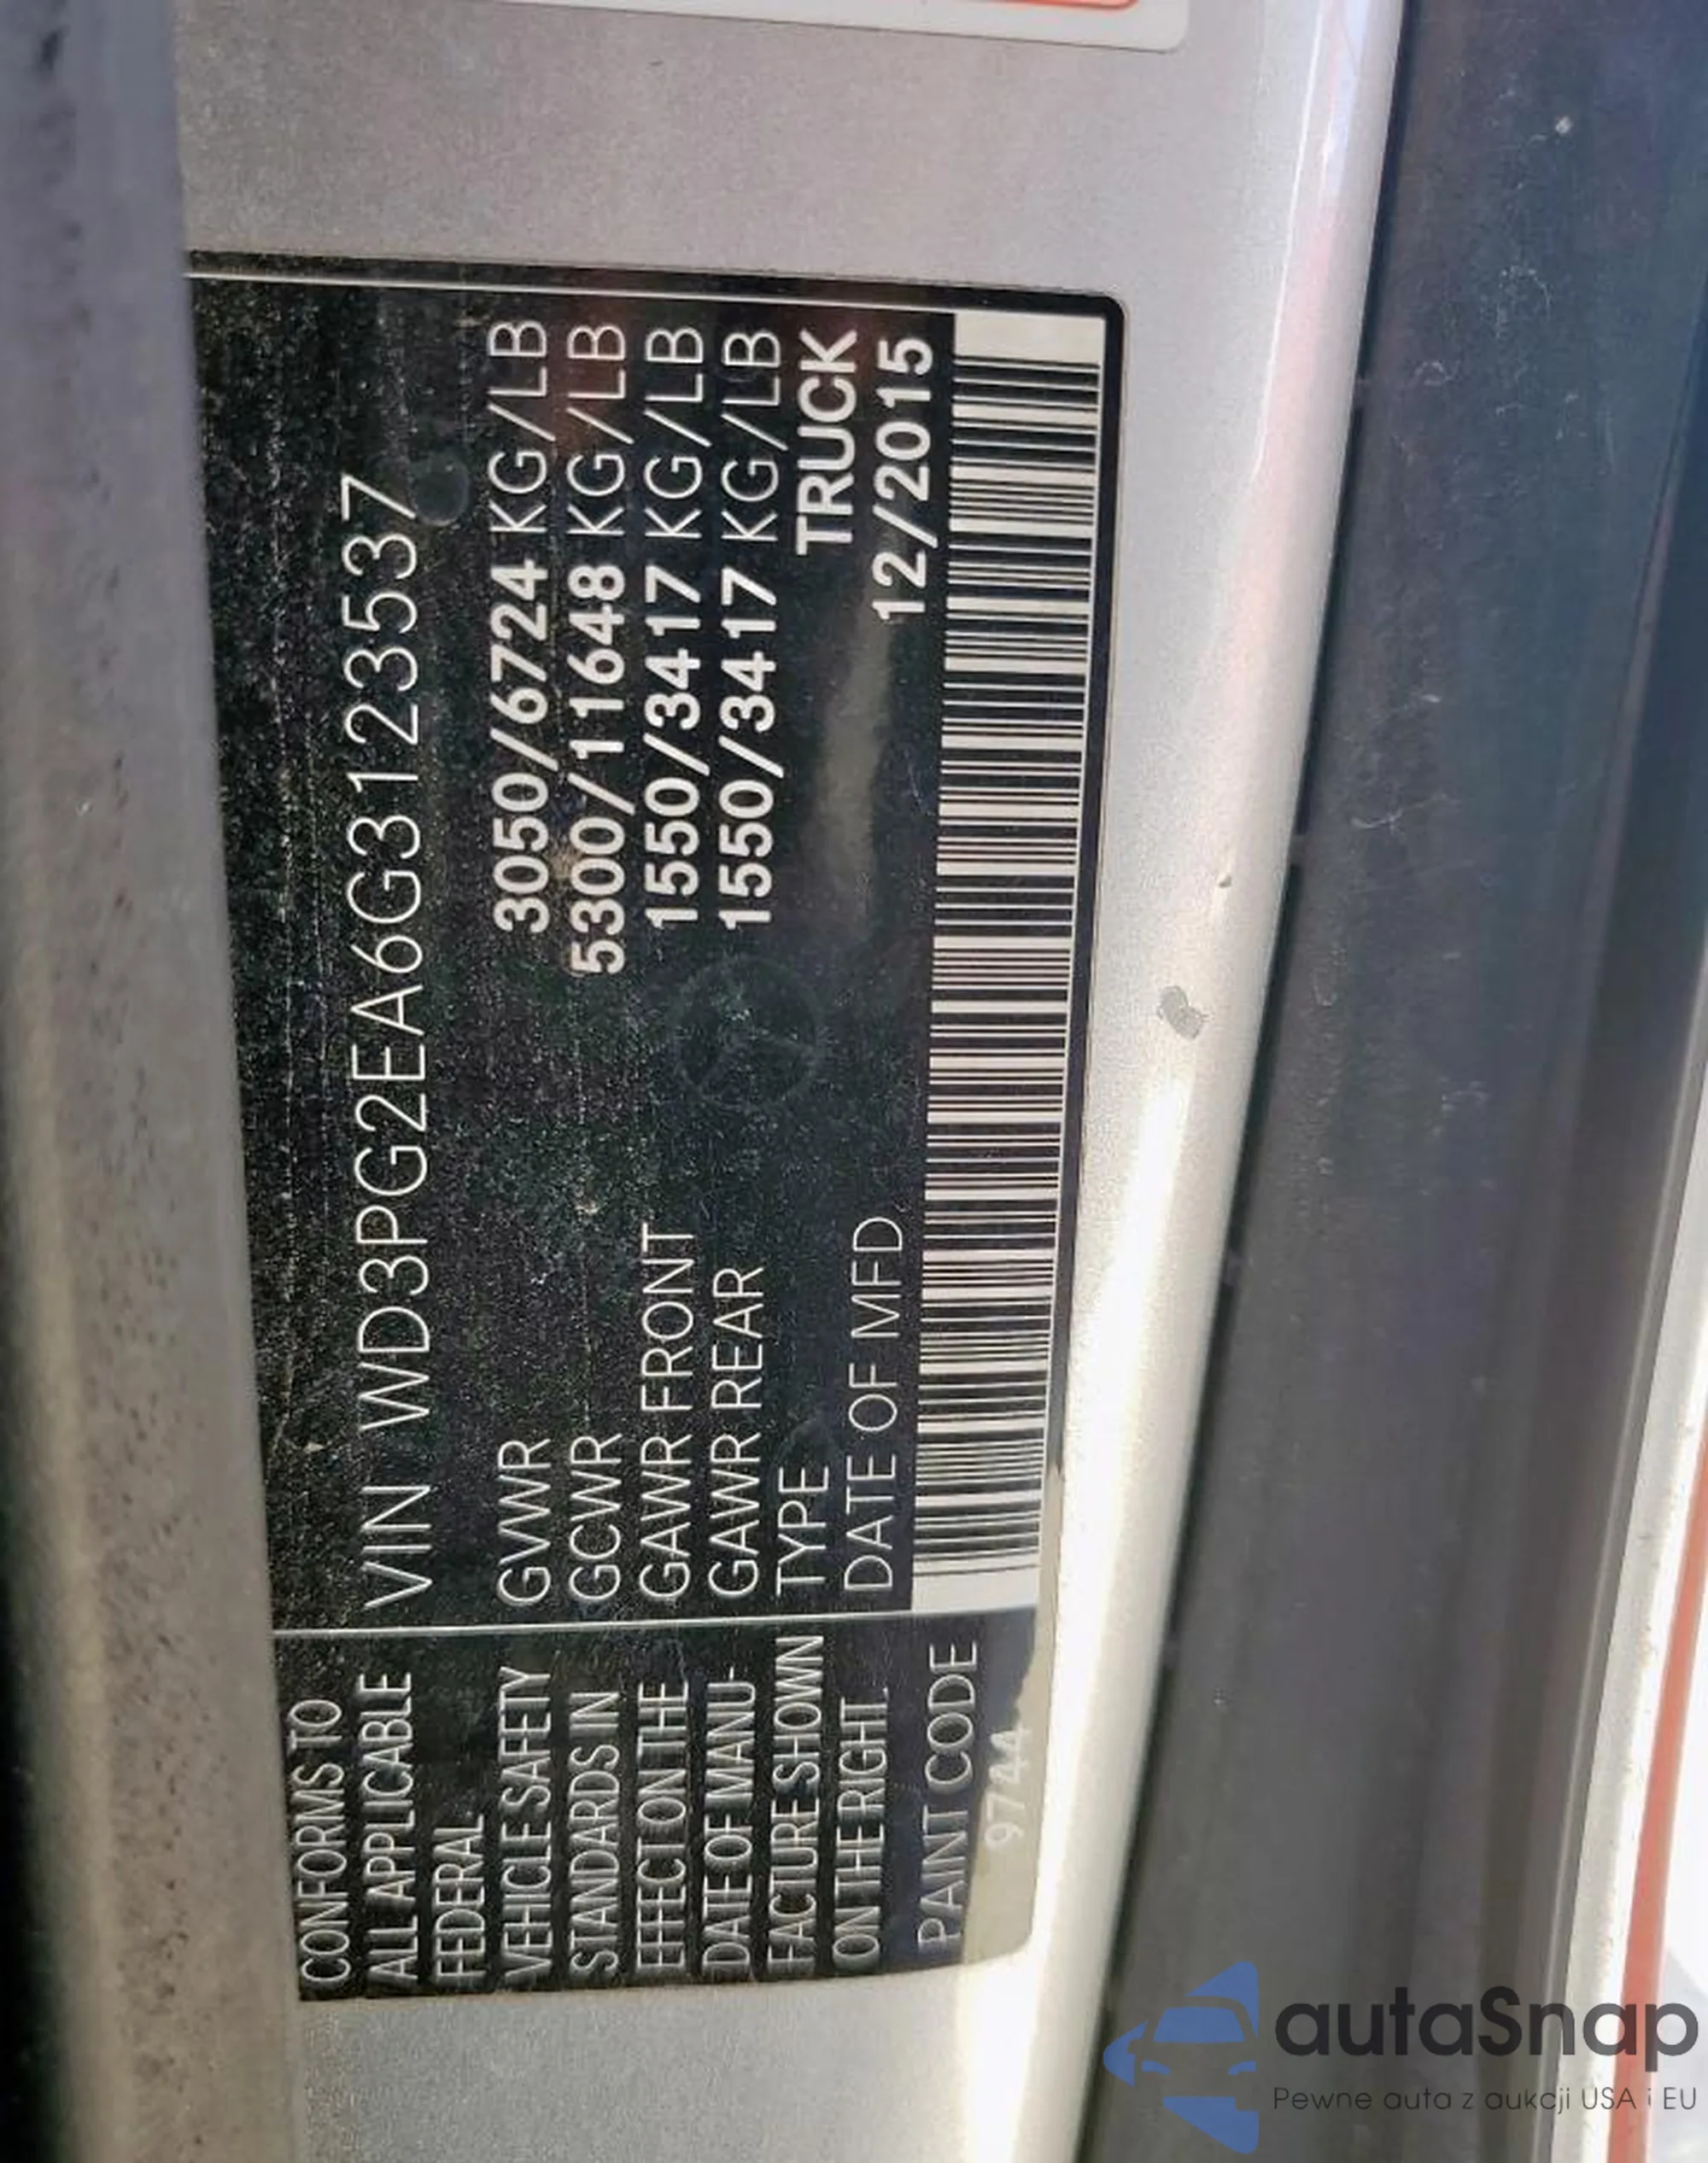 VIN WD3PG2EA6G3123537
GVWR 3050/6724 KG/LB
GCWR 5300/11648 KG/LB
GAWR FRONT 1550/3417 KG/LB
GAWR REAR 1550/3417 KG/LB
TYPE TRUCK
DATE OF MFD 12/2015
CONFORMS TO
ALL APPLICABLE
FEDERAL
VEHICLE SAFETY
STANDARDS IN
EFFECT ON THE
DATE OF MANU-
FACTURE SHOWN
ON THE RIGHT.
PAINT CODE
9744
autaSnap
Pewne auta z aukcji USA i EU